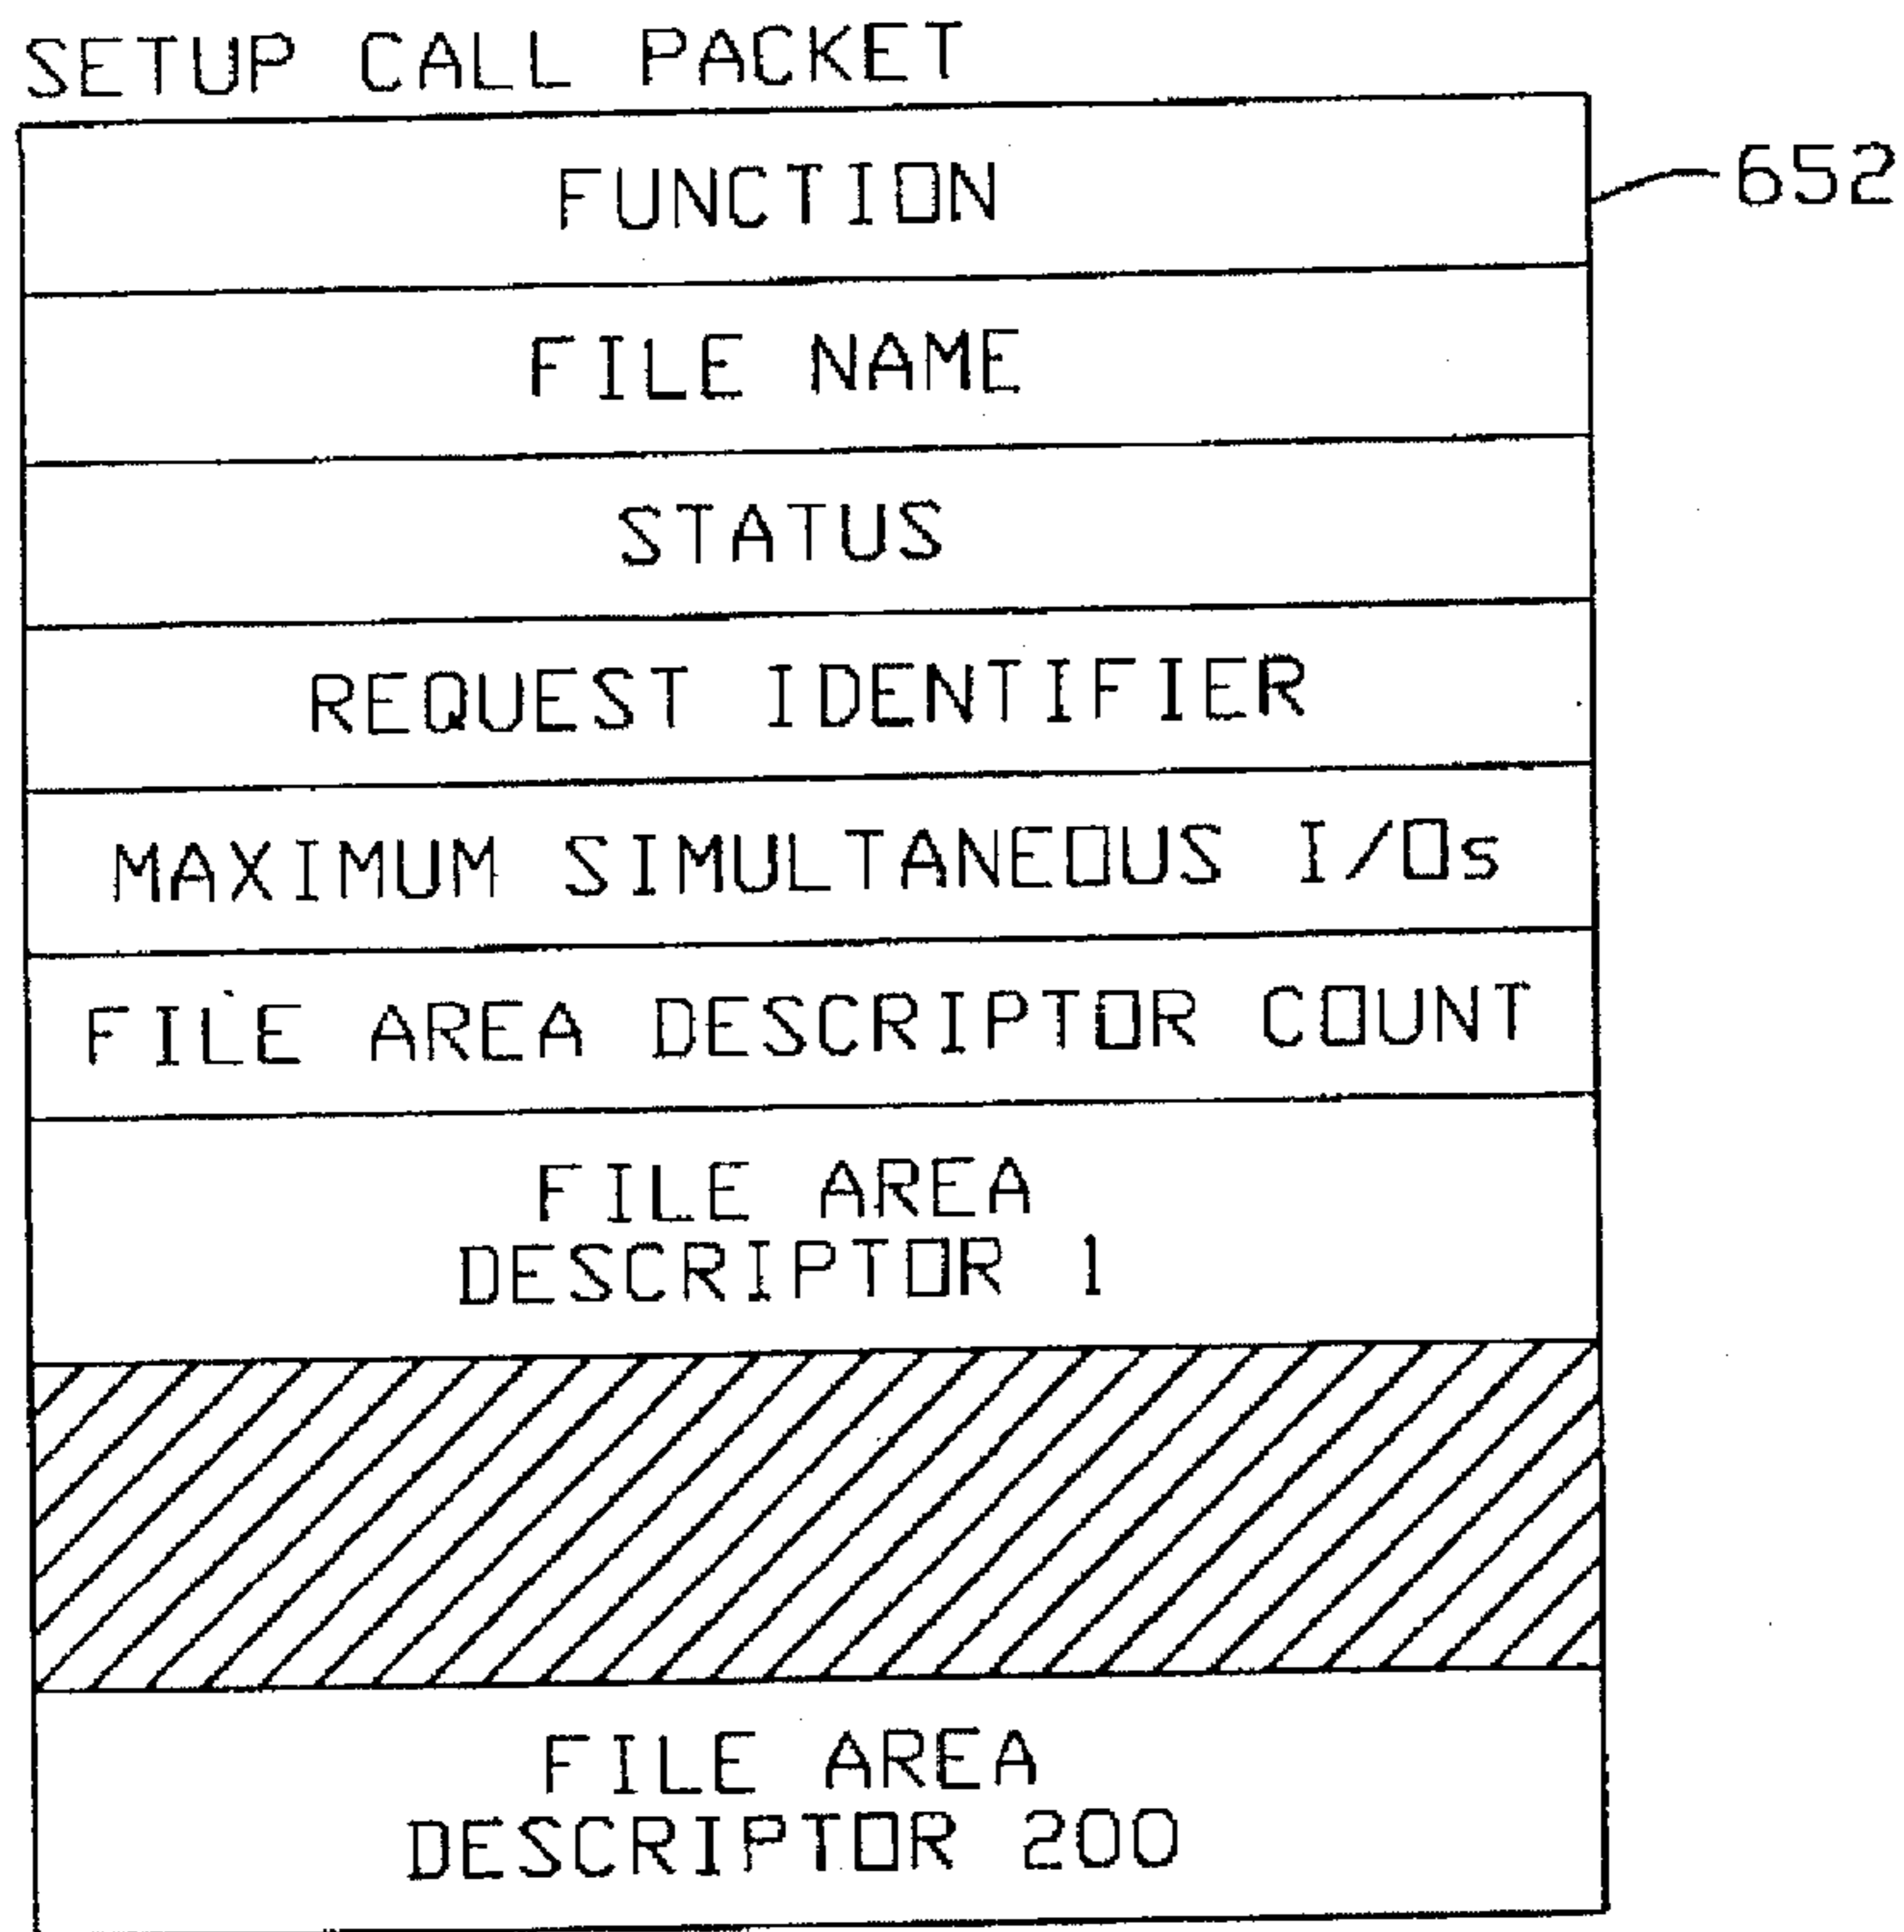 SETUP CALL PACKET
FUNCTION
652
FILE NAME
STATUS
REQUEST IDENTIFIER
MAXIMUM SIMULTANEOUS I/Os
FILE AREA DESCRIPTOR COUNT
FILE AREA
DESCRIPTOR 1
FILE AREA
DESCRIPTOR 200